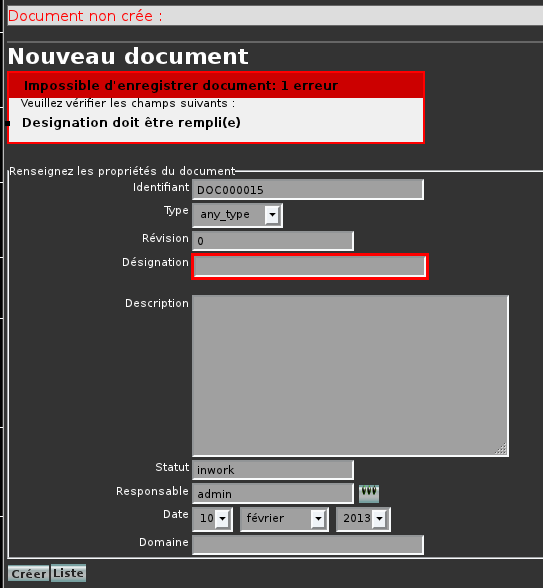 Document non crée :
Nouveau document
Impossible d'enregistrer document: 1 erreur
Veuillez vérifier les champs suivants :
Designation doit être rempli(e)
Renseignez les propriétés du document
Identifiant DOC000015
Type any_type
Révision 0
Désignation
Description
Statut inwork
Responsable admin
Date 10 février 2013
Domaine
Créer Liste